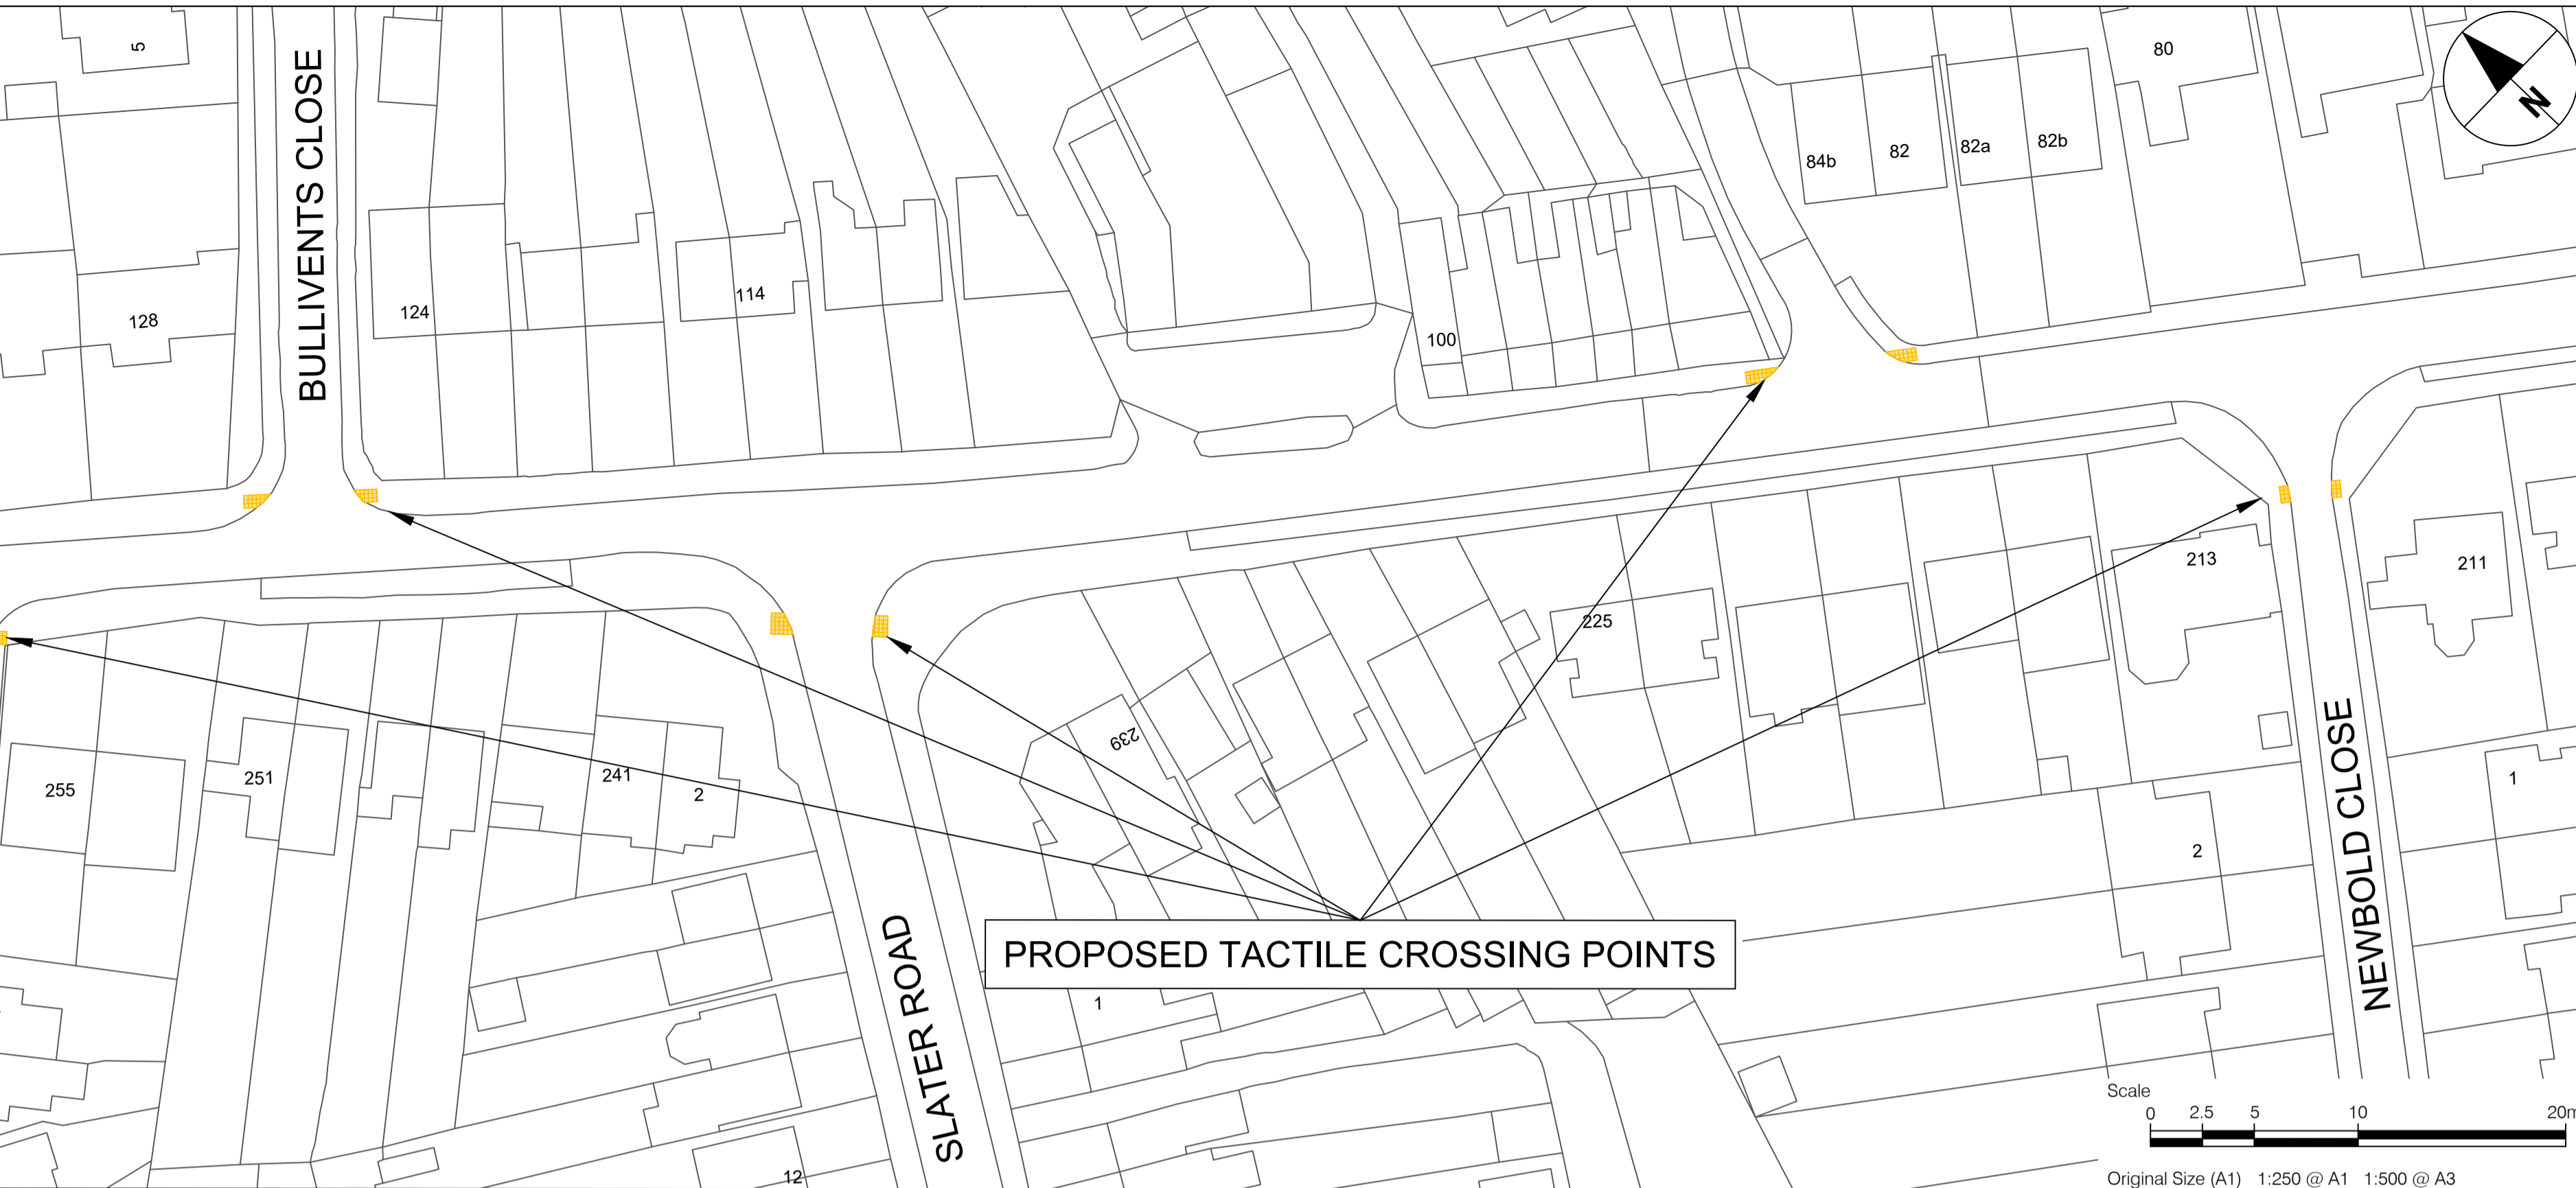 5
80
N
84b
82
82a
82b
BULLIVENTS CLOSE
128
124
114
100
213
211
225
239
255
251
241
2
1
2
NEWBOLD CLOSE
SLATER ROAD
PROPOSED TACTILE CROSSING POINTS
1
12
Scale
0 2.5 5 10 20m
Original Size (A1) 1:250 @ A1 1:500 @ A3